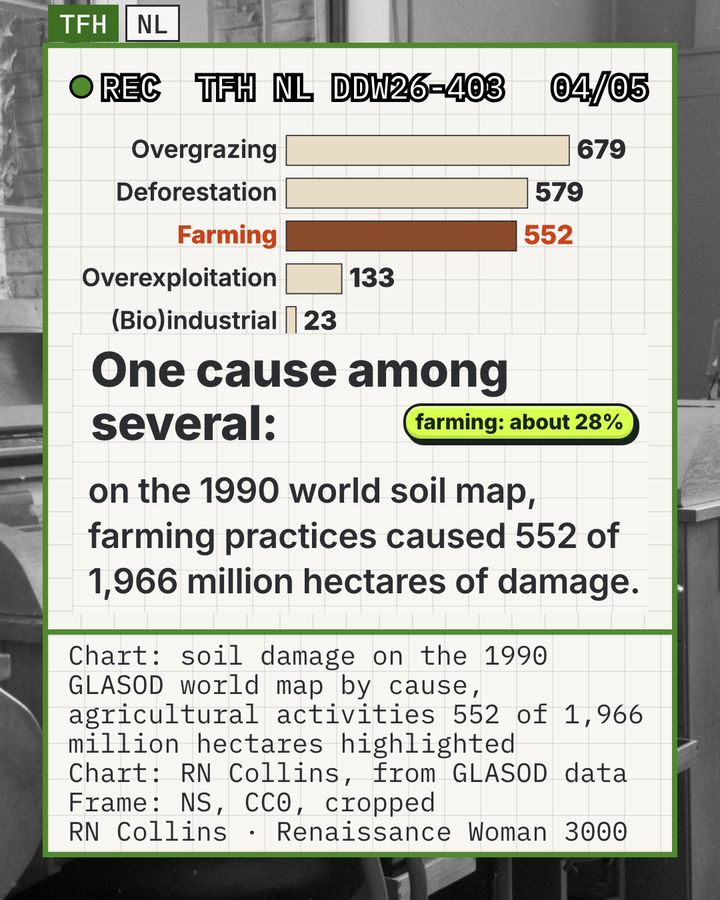 TFH NL
REC TFH NL DDW26-403 04/05
Overgrazing 679
Deforestation 579
Farming 552
Overexploitation 133
(Bio)industrial 23
One cause among
several:
farming: about 28%
on the 1990 world soil map,
farming practices caused 552 of
1,966 million hectares of damage.
Chart: soil damage on the 1990
GLASOD world map by cause,
agricultural activities 552 of 1,966
million hectares highlighted
Chart: RN Collins, from GLASOD data
Frame: NS, CC0, cropped
RN Collins · Renaissance Woman 3000